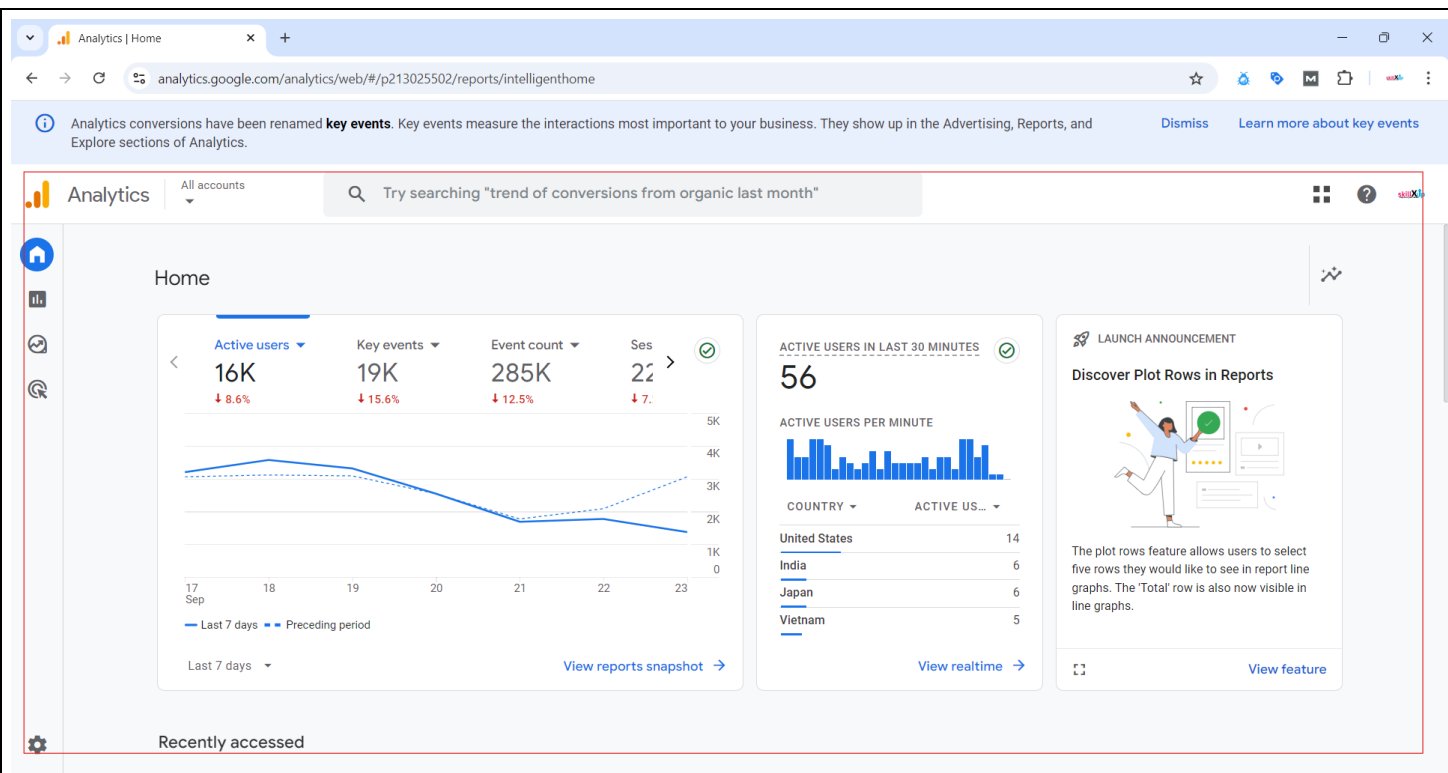 Analytics | Home
analytics.google.com/analytics/web/#/p213025502/reports/intelligenthome
Analytics conversions have been renamed key events. Key events measure the interactions most important to your business. They show up in the Advertising, Reports, and
Explore sections of Analytics.
Dismiss
Learn more about key events
Analytics
All accounts
Try searching "trend of conversions from organic last month"
skillXUp
Home
Active users
16K
8.6%
Key events
19K
15.6%
Event count
285K
12.5%
Ses
7.
5K
4K
3K
2K
1K
0
17 18 19 20 21 22 23
Sep
Last 7 days Preceding period
Last 7 days
View reports snapshot
ACTIVE USERS IN LAST 30 MINUTES
56
ACTIVE USERS PER MINUTE
COUNTRY ACTIVE US...
United States 14
India 6
Japan 6
Vietnam 5
View realtime
LAUNCH ANNOUNCEMENT
Discover Plot Rows in Reports
The plot rows feature allows users to select
five rows they would like to see in report line
graphs. The 'Total' row is also now visible in
line graphs.
View feature
Recently accessed